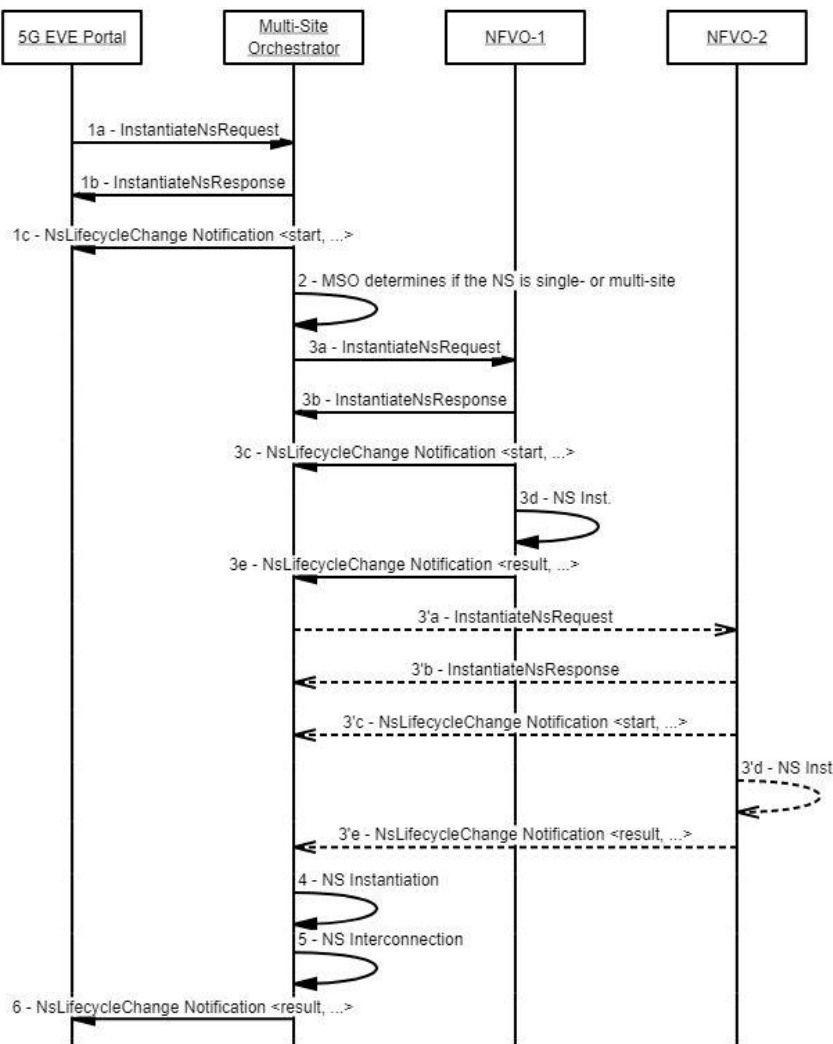 5G EVE Portal
Multi-Site
Orchestrator
NFVO-1
NFVO-2
1a - InstantiateNsRequest
1b - InstantiateNsResponse
1c - NsLifecycleChange Notification <start, ...>
2 - MSO determines if the NS is single- or multi-site
3a - InstantiateNsRequest
3b - InstantiateNsResponse
3c - NsLifecycleChange Notification <start, ...>
3d - NS Inst.
3e - NsLifecycleChange Notification <result, ...>
3'a - InstantiateNsRequest
3'b - InstantiateNsResponse
3'c - NsLifecycleChange Notification <start, ...>
3'd - NS Inst
3'e - NsLifecycleChange Notification <result, ...>
4 - NS Instantiation
5 - NS Interconnection
6 - NsLifecycleChange Notification <result, ...>